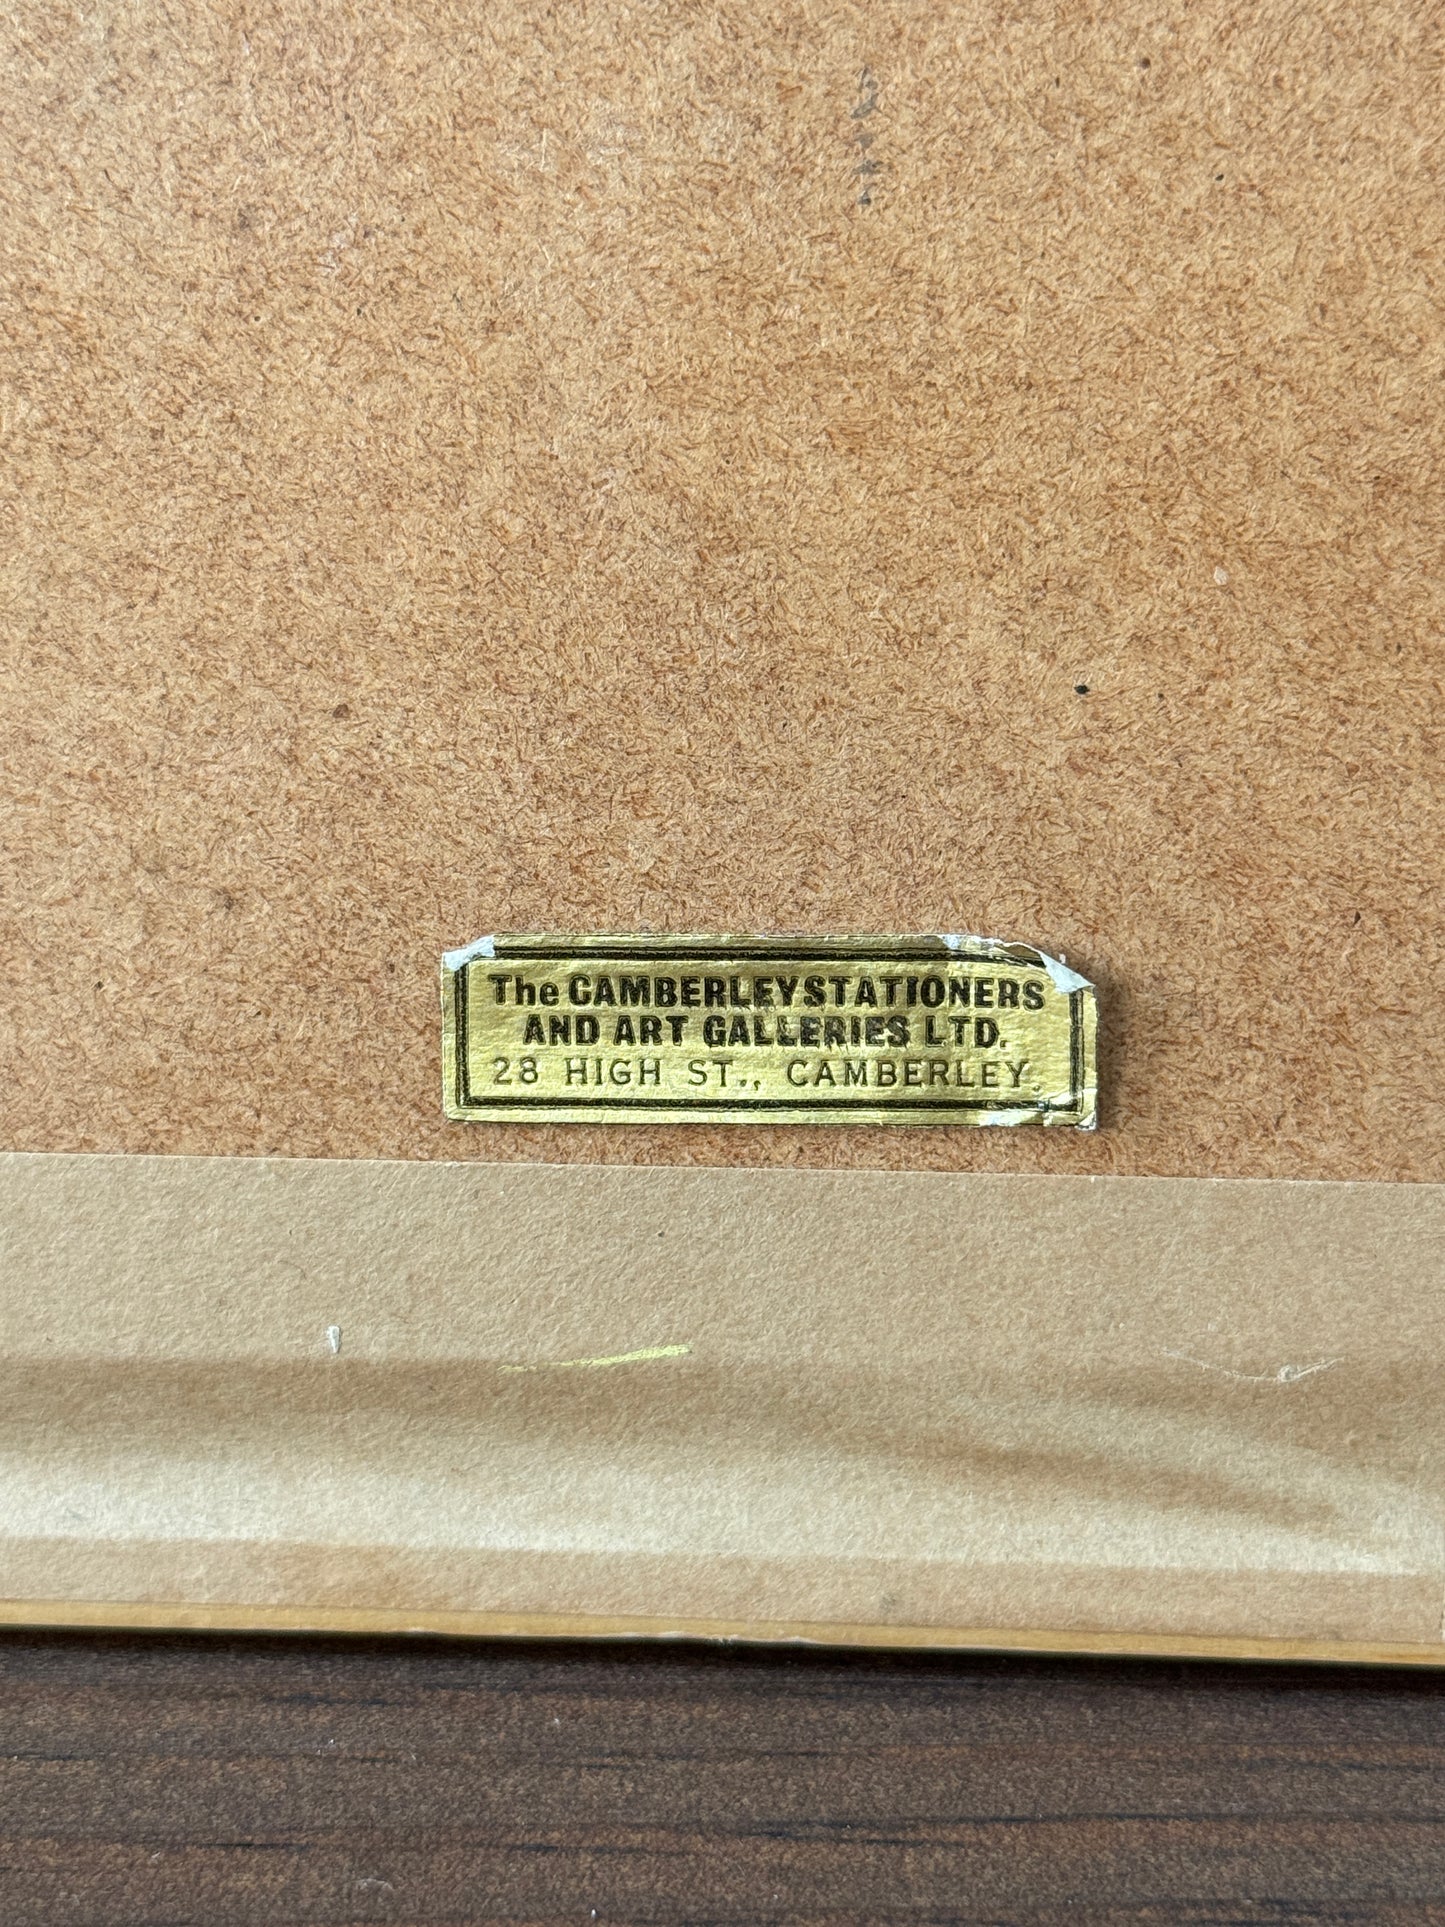 The CAMBERLEY STATIONERS
AND ART GALLERIES LTD.
28 HIGH ST., CAMBERLEY.